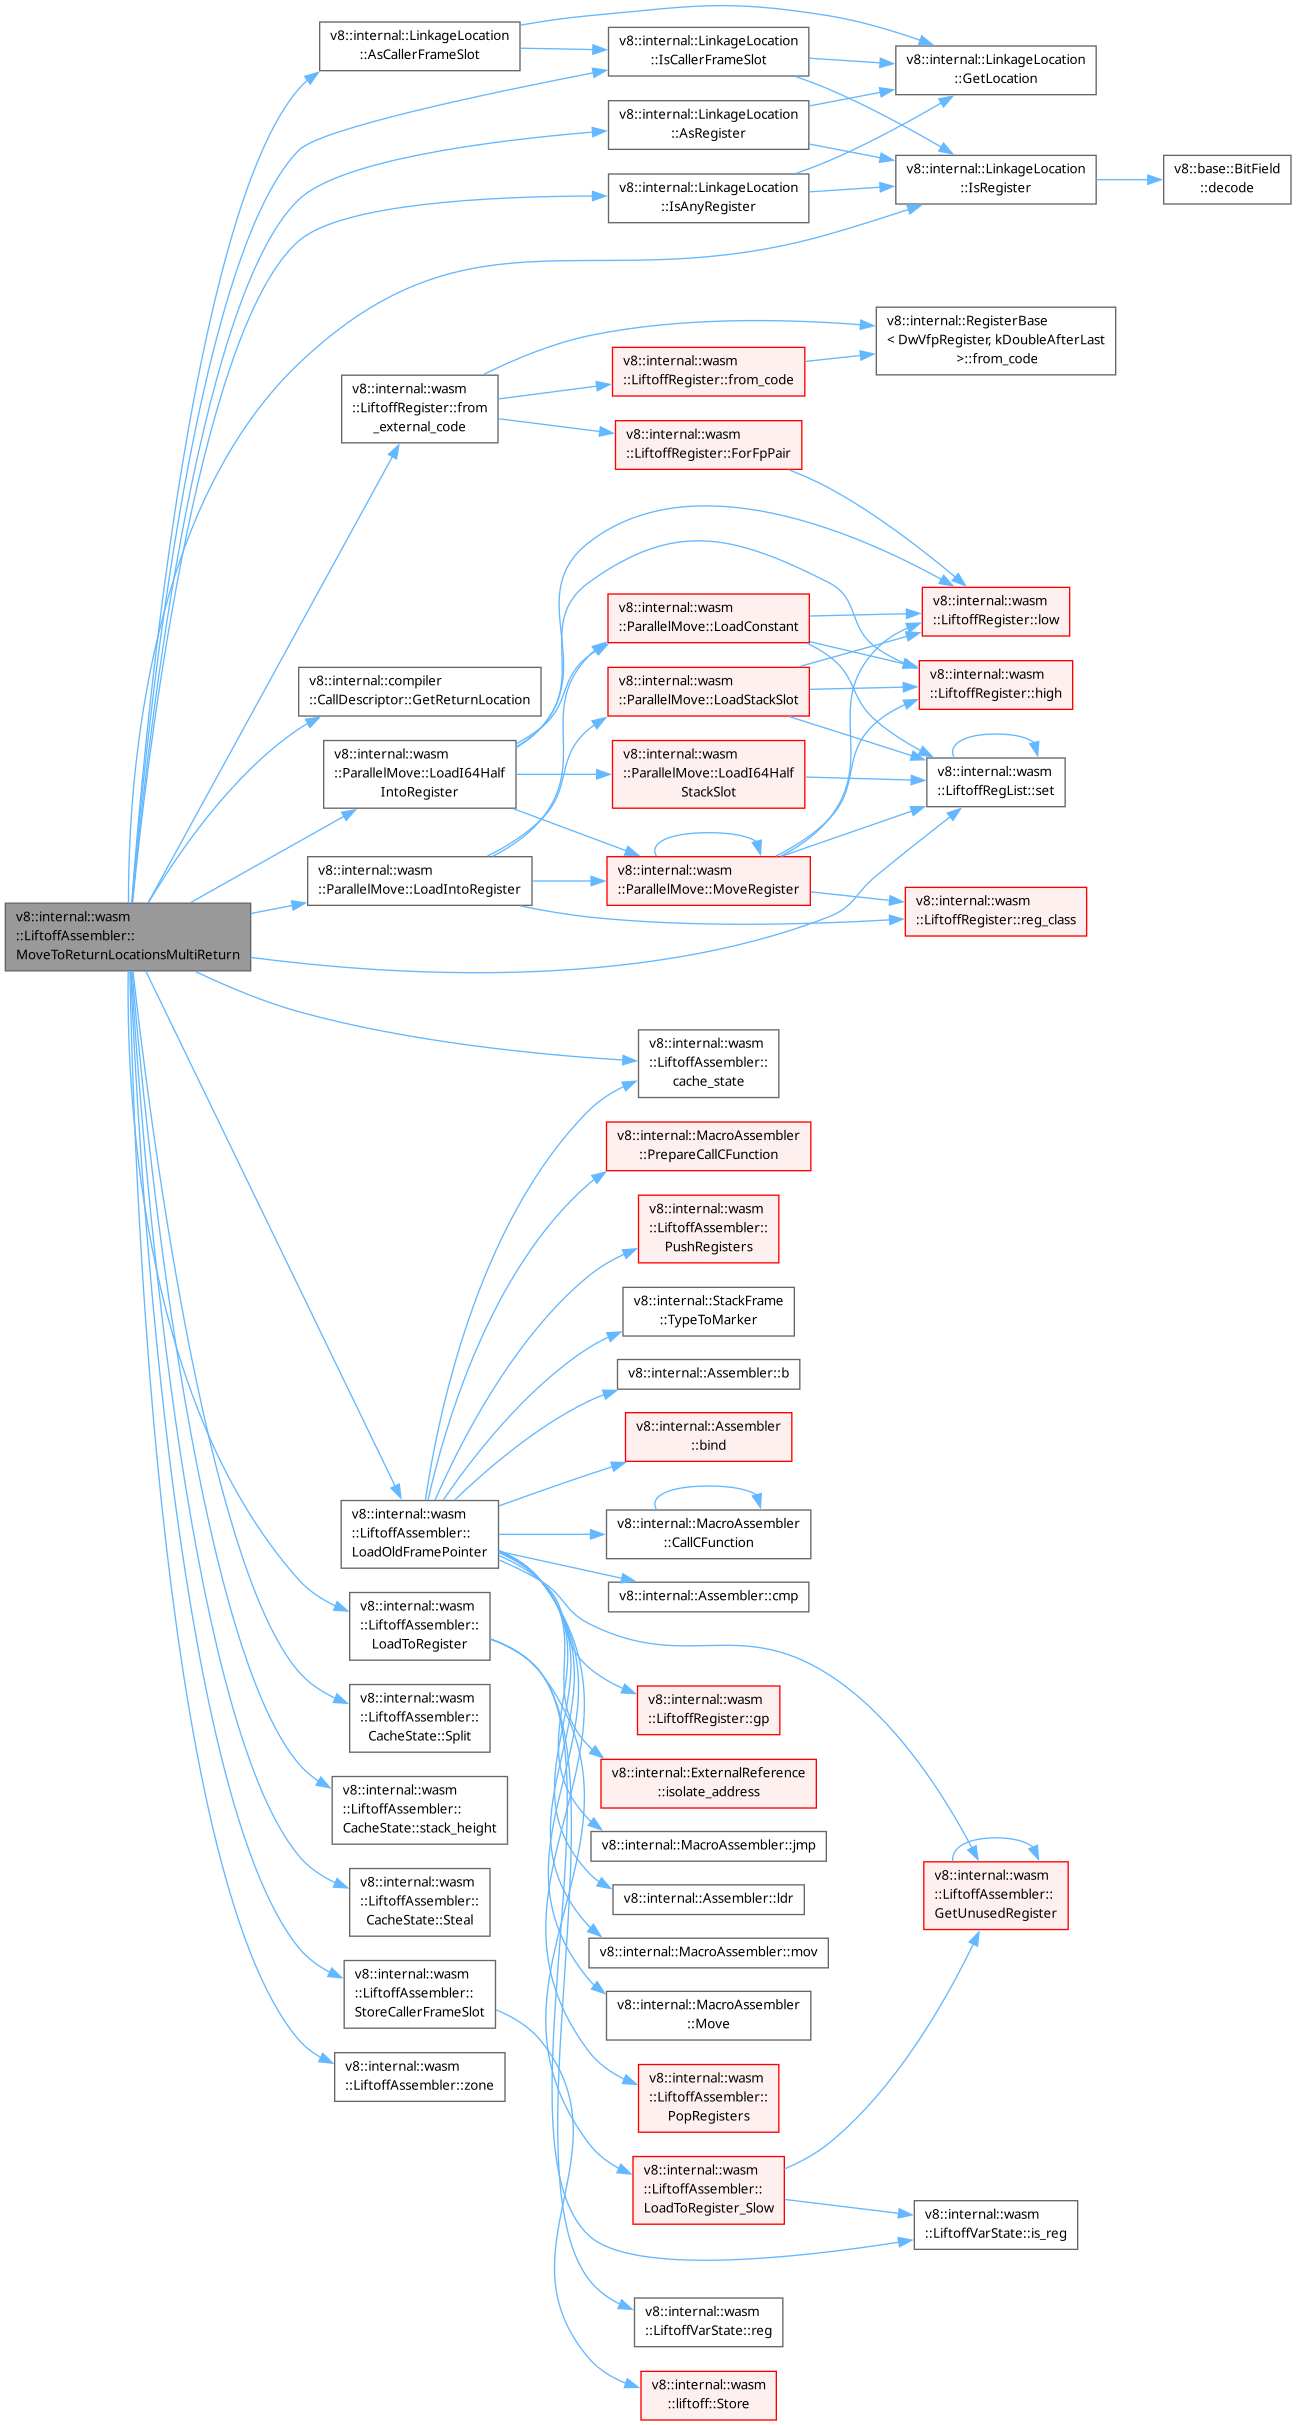 v8::internal::LinkageLocation
::AsCallerFrameSlot
v8::internal::LinkageLocation
::IsCallerFrameSlot
v8::internal::LinkageLocation
::GetLocation
v8::internal::LinkageLocation
::AsRegister
v8::internal::LinkageLocation
::IsAnyRegister
v8::internal::LinkageLocation
::IsRegister
v8::base::BitField
::decode
v8::internal::RegisterBase
< DwVfpRegister, kDoubleAfterLast
>::from_code
v8::internal::wasm
::LiftoffRegister::from_code
v8::internal::wasm
::LiftoffRegister::from
_external_code
v8::internal::wasm
::LiftoffRegister::ForFpPair
v8::internal::wasm
::ParallelMove::LoadConstant
v8::internal::wasm
::LiftoffRegister::low
v8::internal::compiler
::CallDescriptor::GetReturnLocation
v8::internal::wasm
::ParallelMove::LoadStackSlot
v8::internal::wasm
::LiftoffRegister::high
v8::internal::wasm
::ParallelMove::LoadI64Half
IntoRegister
v8::internal::wasm
::ParallelMove::LoadI64Half
StackSlot
v8::internal::wasm
::LiftoffRegList::set
v8::internal::wasm
::ParallelMove::LoadIntoRegister
v8::internal::wasm
::ParallelMove::MoveRegister
v8::internal::wasm
::LiftoffRegister::reg_class
v8::internal::wasm
::LiftoffAssembler::
MoveToReturnLocationsMultiReturn
v8::internal::wasm
::LiftoffAssembler::
cache_state
v8::internal::MacroAssembler
::PrepareCallCFunction
v8::internal::wasm
::LiftoffAssembler::
PushRegisters
v8::internal::StackFrame
::TypeToMarker
v8::internal::Assembler::b
v8::internal::Assembler
::bind
v8::internal::wasm
::LiftoffAssembler::
LoadOldFramePointer
v8::internal::MacroAssembler
::CallCFunction
v8::internal::Assembler::cmp
v8::internal::wasm
::LiftoffAssembler::
LoadToRegister
v8::internal::wasm
::LiftoffRegister::gp
v8::internal::wasm
::LiftoffAssembler::
CacheState::Split
v8::internal::ExternalReference
::isolate_address
v8::internal::wasm
::LiftoffAssembler::
CacheState::stack_height
v8::internal::MacroAssembler::jmp
v8::internal::wasm
::LiftoffAssembler::
GetUnusedRegister
v8::internal::wasm
::LiftoffAssembler::
CacheState::Steal
v8::internal::Assembler::ldr
v8::internal::MacroAssembler::mov
v8::internal::wasm
::LiftoffAssembler::
StoreCallerFrameSlot
v8::internal::MacroAssembler
::Move
v8::internal::wasm
::LiftoffAssembler::zone
v8::internal::wasm
::LiftoffAssembler::
PopRegisters
v8::internal::wasm
::LiftoffAssembler::
LoadToRegister_Slow
v8::internal::wasm
::LiftoffVarState::is_reg
v8::internal::wasm
::LiftoffVarState::reg
v8::internal::wasm
::liftoff::Store